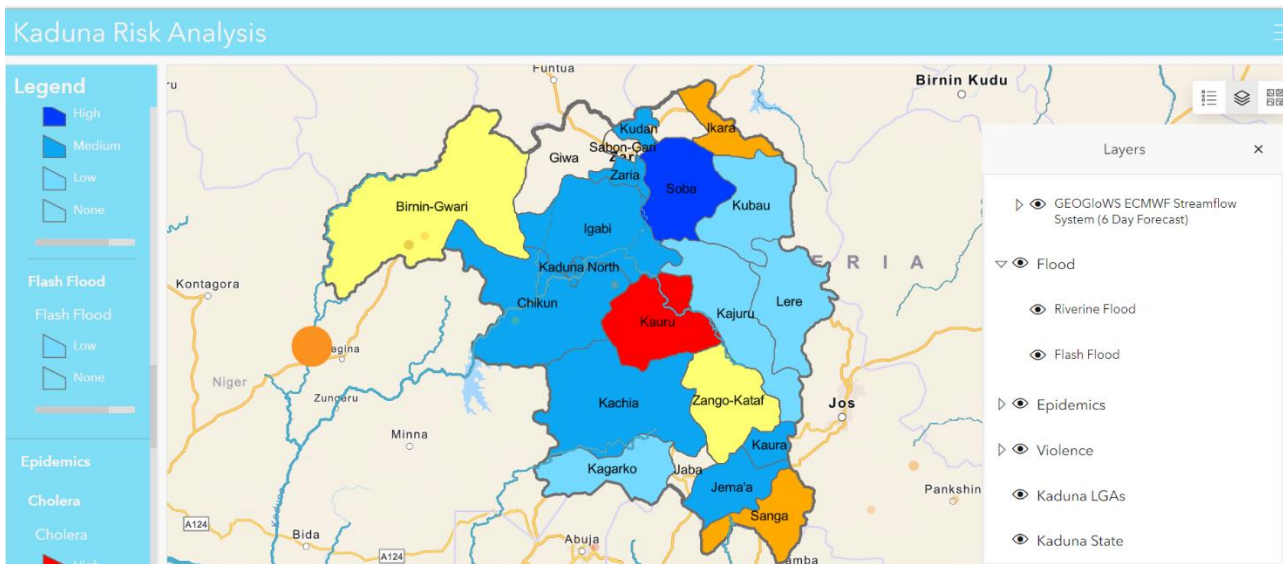 Kaduna Risk Analysis
Legend
High
Medium
Low
None
Flash Flood
Flash Flood
Low
None
Epidemics
Cholera
Cholera
High
Funtua
Birnin Kudu
Kudan
Ikara
Sabon-Gari
Giwa
Zaria
Soba
Kubau
Birnin-Gwari
Igabi
E R I A
Kaduna North
Kontagora
Chikun
Lere
Kajuru
Kauru
Niger
Zungeru
Kachia
Zango-Kataf
Jos
Minna
Kaura
Kagarko
Jaba
Jema'a
Pankshin
Sanga
Kaduna
A124
Bida
Abuja
A124
Layers
×
GEOGloWS ECMWF Streamflow
System (6 Day Forecast)
Flood
Riverine Flood
Flash Flood
Epidemics
Violence
Kaduna LGAs
Kaduna State